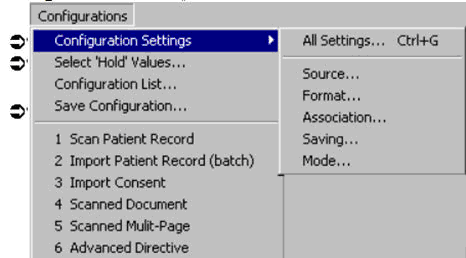 Configurations
Configuration Settings
Select 'Hold' Values...
Configuration List...
Save Configuration...
1 Scan Patient Record
2 Import Patient Record (batch)
3 Import Consent
4 Scanned Document
5 Scanned Mulit-Page
6 Advanced Directive
All Settings... Ctrl+G
Source...
Format...
Association...
Saving...
Mode...